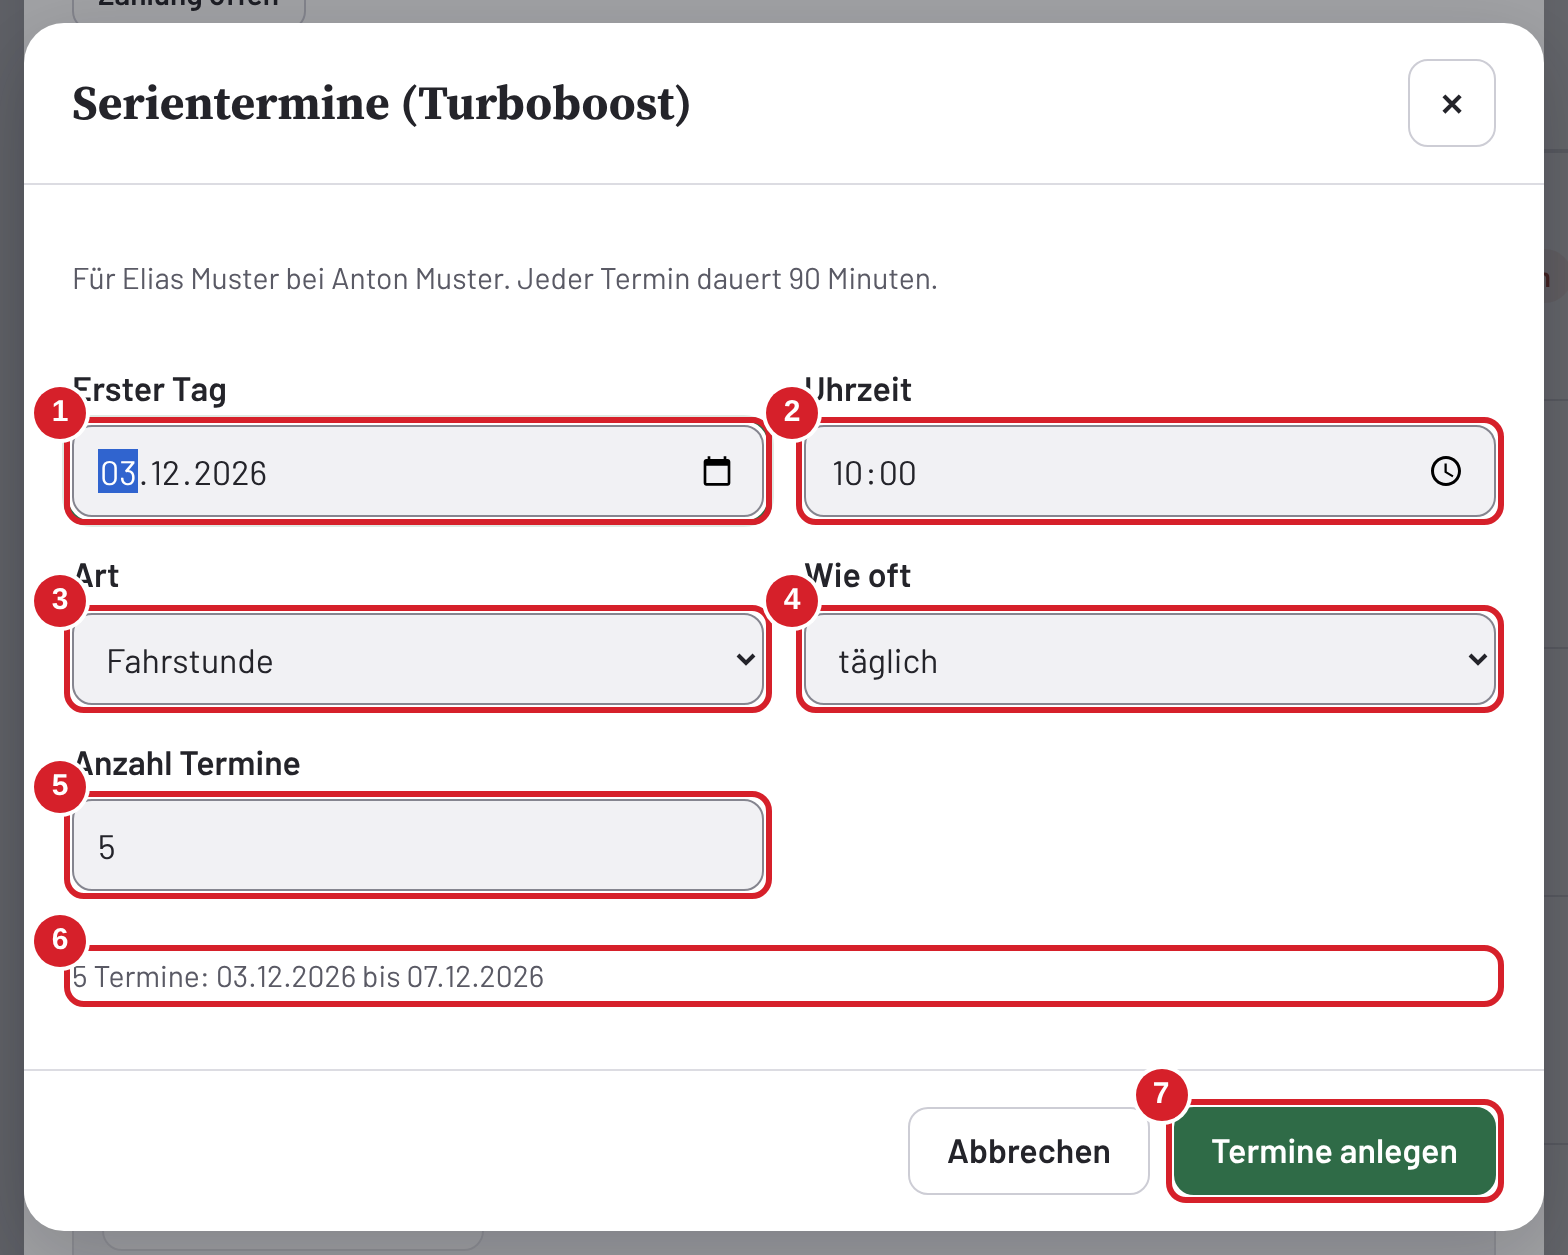 Zahlung offen
Serientermine (Turboboost)
×
Für Elias Muster bei Anton Muster. Jeder Termin dauert 90 Minuten.
Erster Tag
Uhrzeit
1
2
03.12.2026
10:00
Art
Wie oft
3
4
Fahrstunde
täglich
Anzahl Termine
5
5
6
5 Termine: 03.12.2026 bis 07.12.2026
7
Abbrechen
Termine anlegen